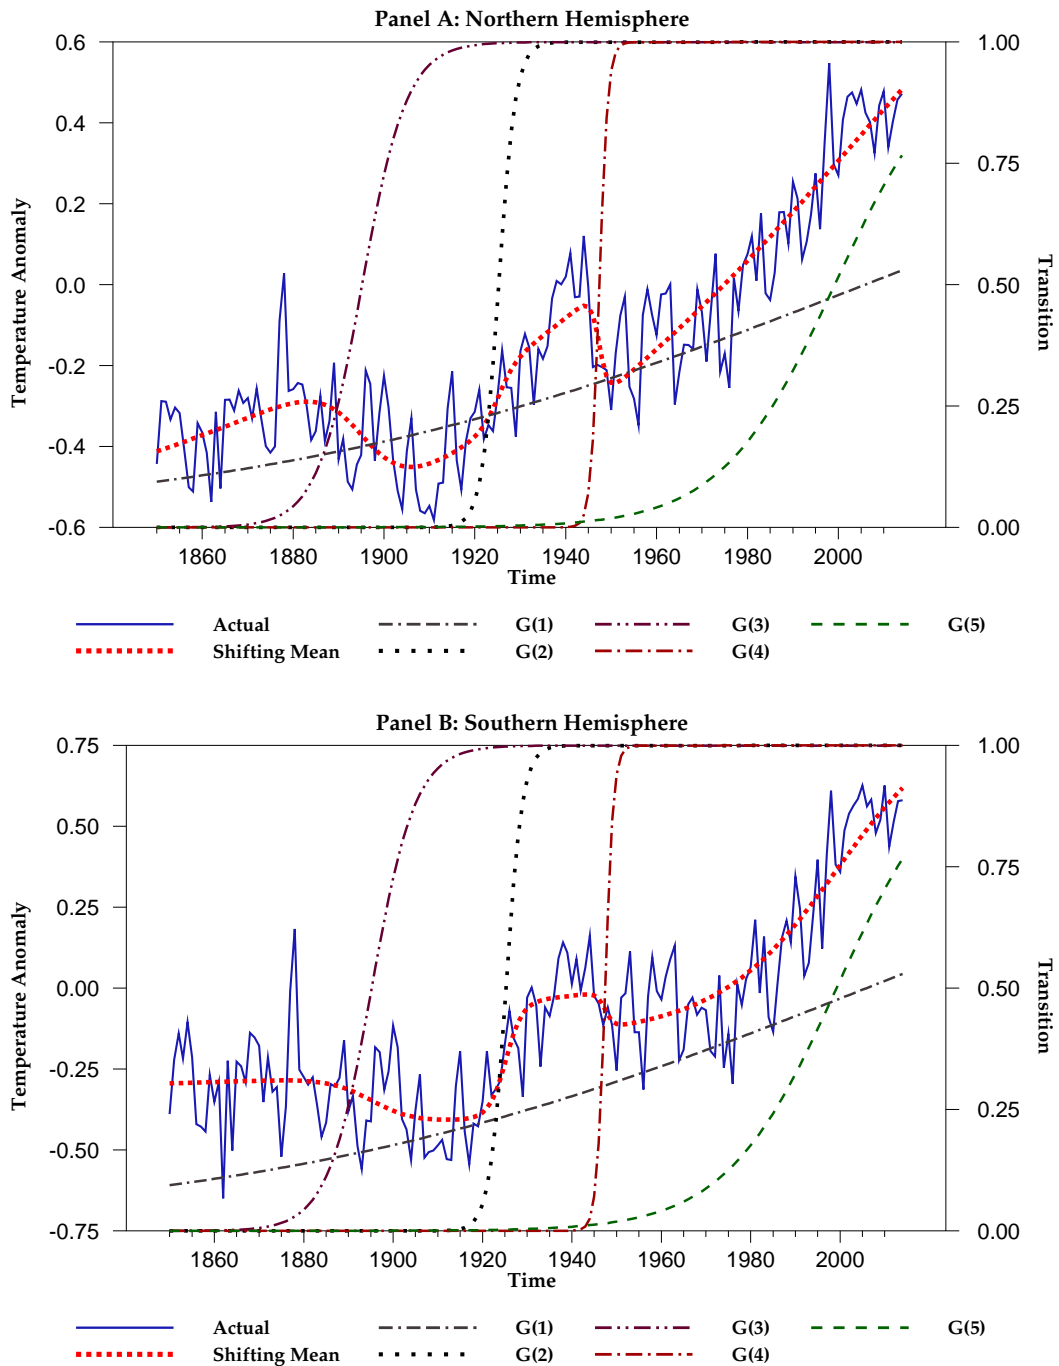 Panel A: Northern Hemisphere
0.6 1.00
0.4
0.75
0.2
0.0 0.50
-0.2
0.25
-0.4
-0.6 0.00
Temperature Anomaly
Transition
1860 1880 1900 1920 1940 1960 1980 2000
Time
Actual G(1) G(3) G(5)
Shifting Mean G(2) G(4)
Panel B: Southern Hemisphere
0.75 1.00
0.50
0.75
0.25
0.00 0.50
-0.25
0.25
-0.50
-0.75 0.00
Temperature Anomaly
Transition
1860 1880 1900 1920 1940 1960 1980 2000
Time
Actual G(1) G(3) G(5)
Shifting Mean G(2) G(4)